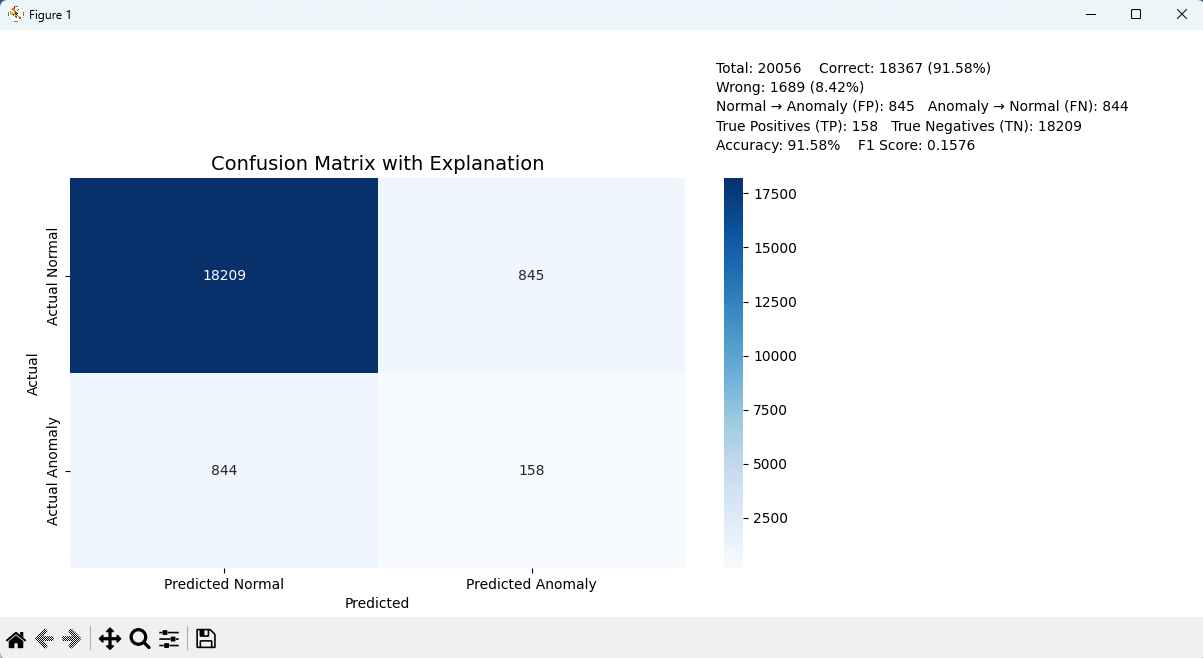 Figure 1
Total: 20056    Correct: 18367 (91.58%)
Wrong: 1689 (8.42%)
Normal → Anomaly (FP): 845   Anomaly → Normal (FN): 844
True Positives (TP): 158   True Negatives (TN): 18209
Accuracy: 91.58%    F1 Score: 0.1576
Confusion Matrix with Explanation
Actual
Actual Normal
Actual Anomaly
18209
845
844
158
Predicted Normal
Predicted Anomaly
Predicted
17500
15000
12500
10000
7500
5000
2500